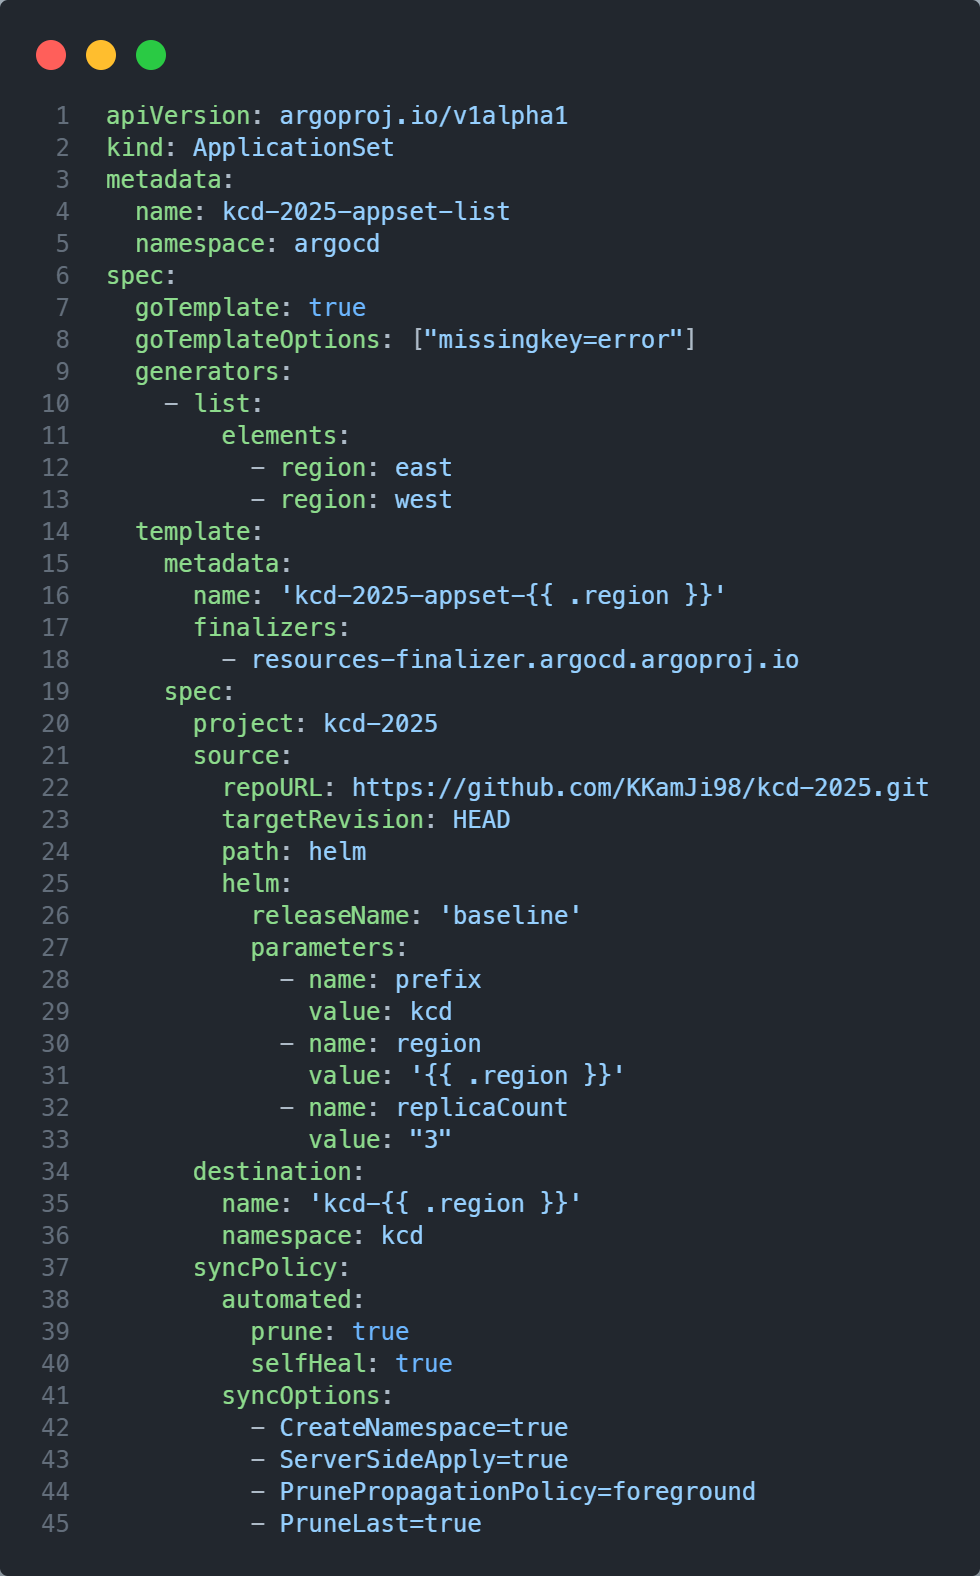 1 apiVersion: argoproj.io/v1alpha1
2 kind: ApplicationSet
3 metadata:
4   name: kcd-2025-appset-list
5   namespace: argocd
6 spec:
7   goTemplate: true
8   goTemplateOptions: ["missingkey=error"]
9   generators:
10     - list:
11         elements:
12           - region: east
13           - region: west
14   template:
15     metadata:
16       name: 'kcd-2025-appset-{{ .region }}'
17       finalizers:
18         - resources-finalizer.argocd.argoproj.io
19     spec:
20       project: kcd-2025
21       source:
22         repoURL: https://github.com/KKamJi98/kcd-2025.git
23         targetRevision: HEAD
24         path: helm
25         helm:
26           releaseName: 'baseline'
27           parameters:
28             - name: prefix
29               value: kcd
30             - name: region
31               value: '{{ .region }}'
32             - name: replicaCount
33               value: "3"
34       destination:
35         name: 'kcd-{{ .region }}'
36         namespace: kcd
37       syncPolicy:
38         automated:
39           prune: true
40           selfHeal: true
41         syncOptions:
42           - CreateNamespace=true
43           - ServerSideApply=true
44           - PrunePropagationPolicy=foreground
45           - PruneLast=true